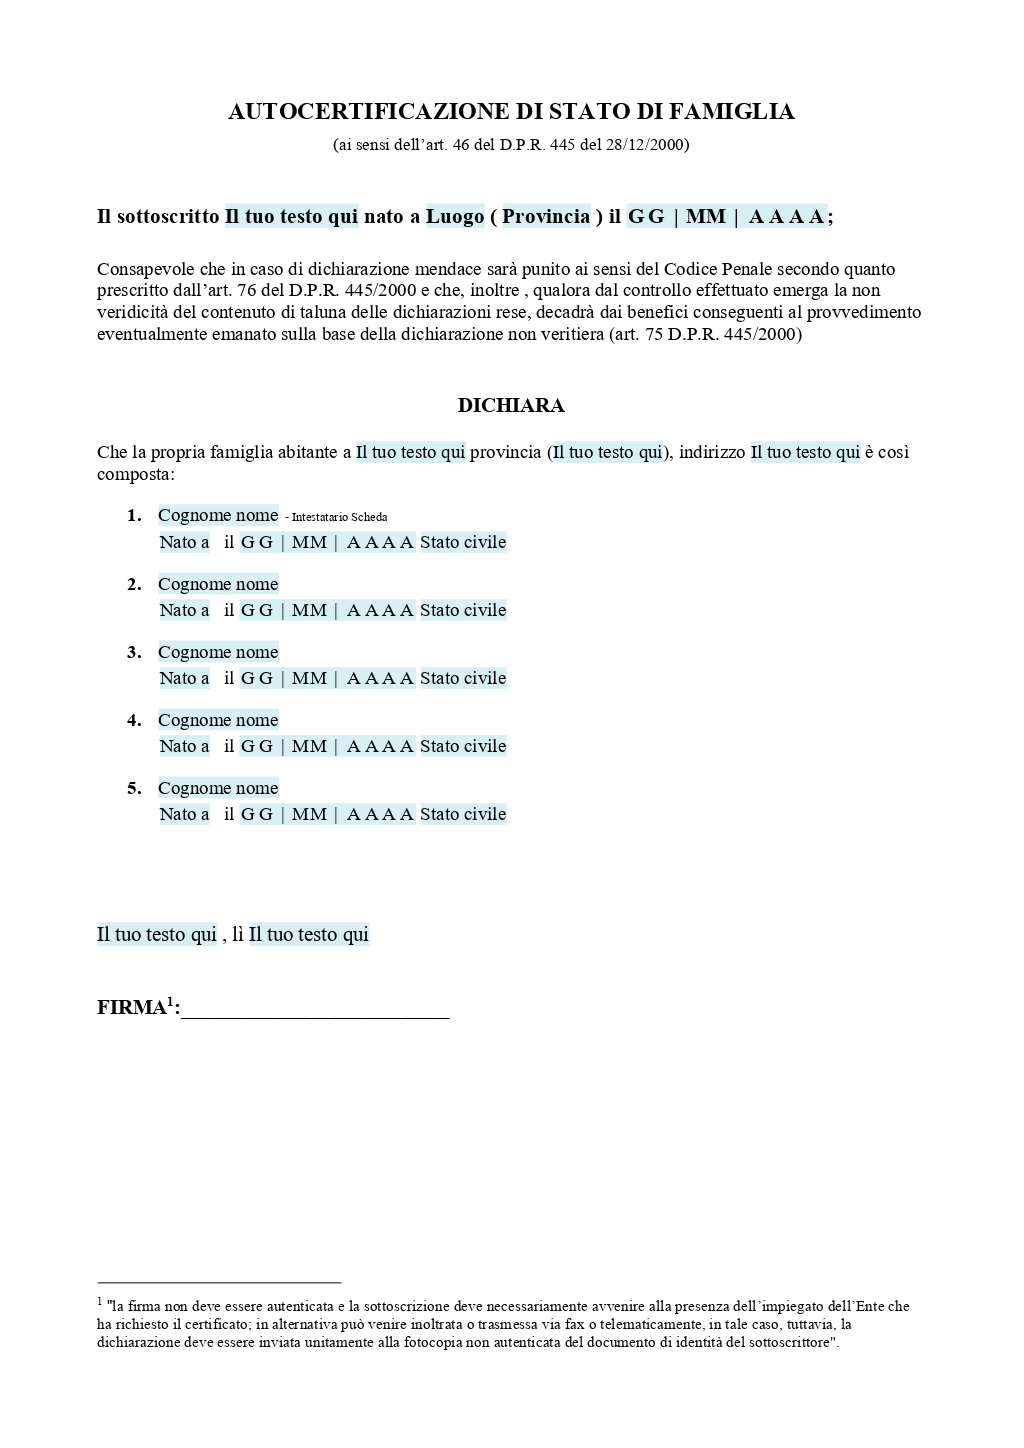 AUTOCERTIFICAZIONE DI STATO DI FAMIGLIA
(ai sensi dell’art. 46 del D.P.R. 445 del 28/12/2000)
Il sottoscritto Il tuo testo qui nato a Luogo ( Provincia ) il G G | MM | A A A A;
Consapevole che in caso di dichiarazione mendace sarà punito ai sensi del Codice Penale secondo quanto
prescritto dall’art. 76 del D.P.R. 445/2000 e che, inoltre , qualora dal controllo effettuato emerga la non
veridicità del contenuto di taluna delle dichiarazioni rese, decadrà dai benefici conseguenti al provvedimento
eventualmente emanato sulla base della dichiarazione non veritiera (art. 75 D.P.R. 445/2000)
DICHIARA
Che la propria famiglia abitante a Il tuo testo qui provincia (Il tuo testo qui), indirizzo Il tuo testo qui è così
composta:
1. Cognome nome - Intestatario Scheda
Nato a il G G | MM | A A A A Stato civile
2. Cognome nome
Nato a il G G | MM | A A A A Stato civile
3. Cognome nome
Nato a il G G | MM | A A A A Stato civile
4. Cognome nome
Nato a il G G | MM | A A A A Stato civile
5. Cognome nome
Nato a il G G | MM | A A A A Stato civile
Il tuo testo qui , lì Il tuo testo qui
FIRMA1:__________________________
1 "la firma non deve essere autenticata e la sottoscrizione deve necessariamente avvenire alla presenza dell’impiegato dell’Ente che
ha richiesto il certificato; in alternativa può venire inoltrata o trasmessa via fax o telematicamente, in tale caso, tuttavia, la
dichiarazione deve essere inviata unitamente alla fotocopia non autenticata del documento di identità del sottoscrittore".